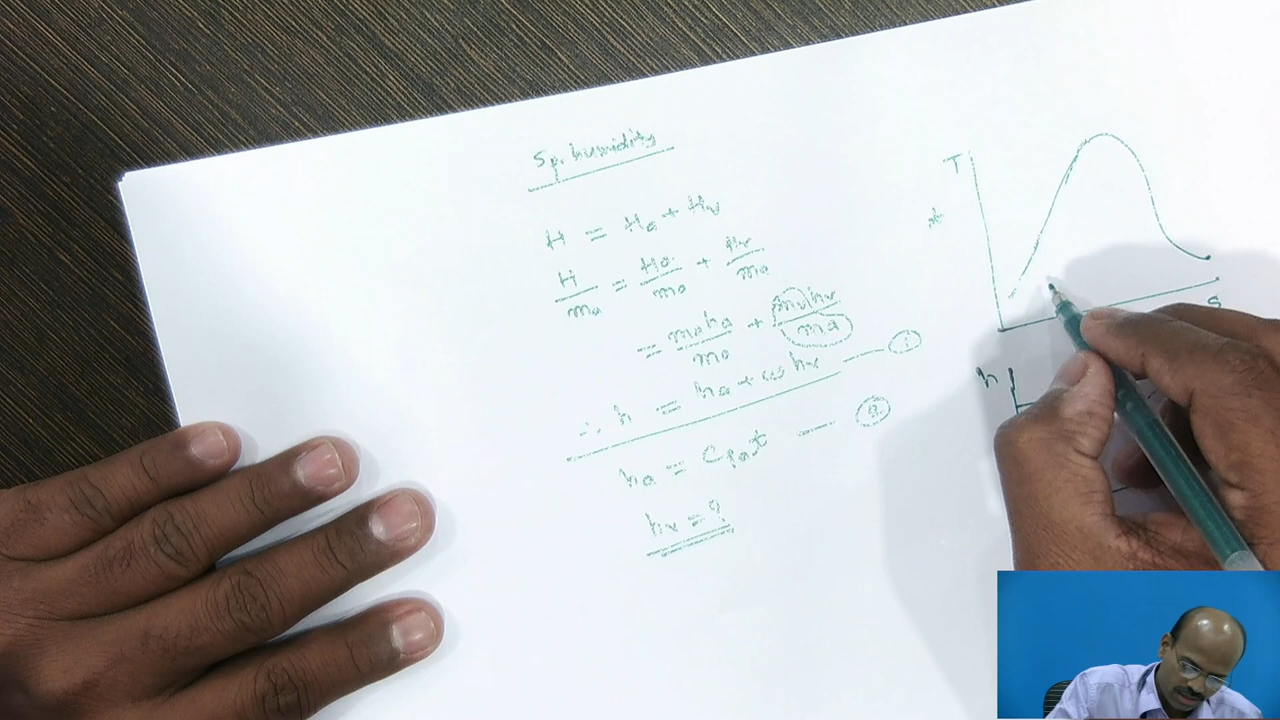 Sp. humidity
H = Ha + Hv
H/ma = Ha/ma + Hv/ma
= maha/ma + mvhv/ma
∴ h = ha + ω hv — ①
ha = Cpat — ②
hv = ?
T
S
h